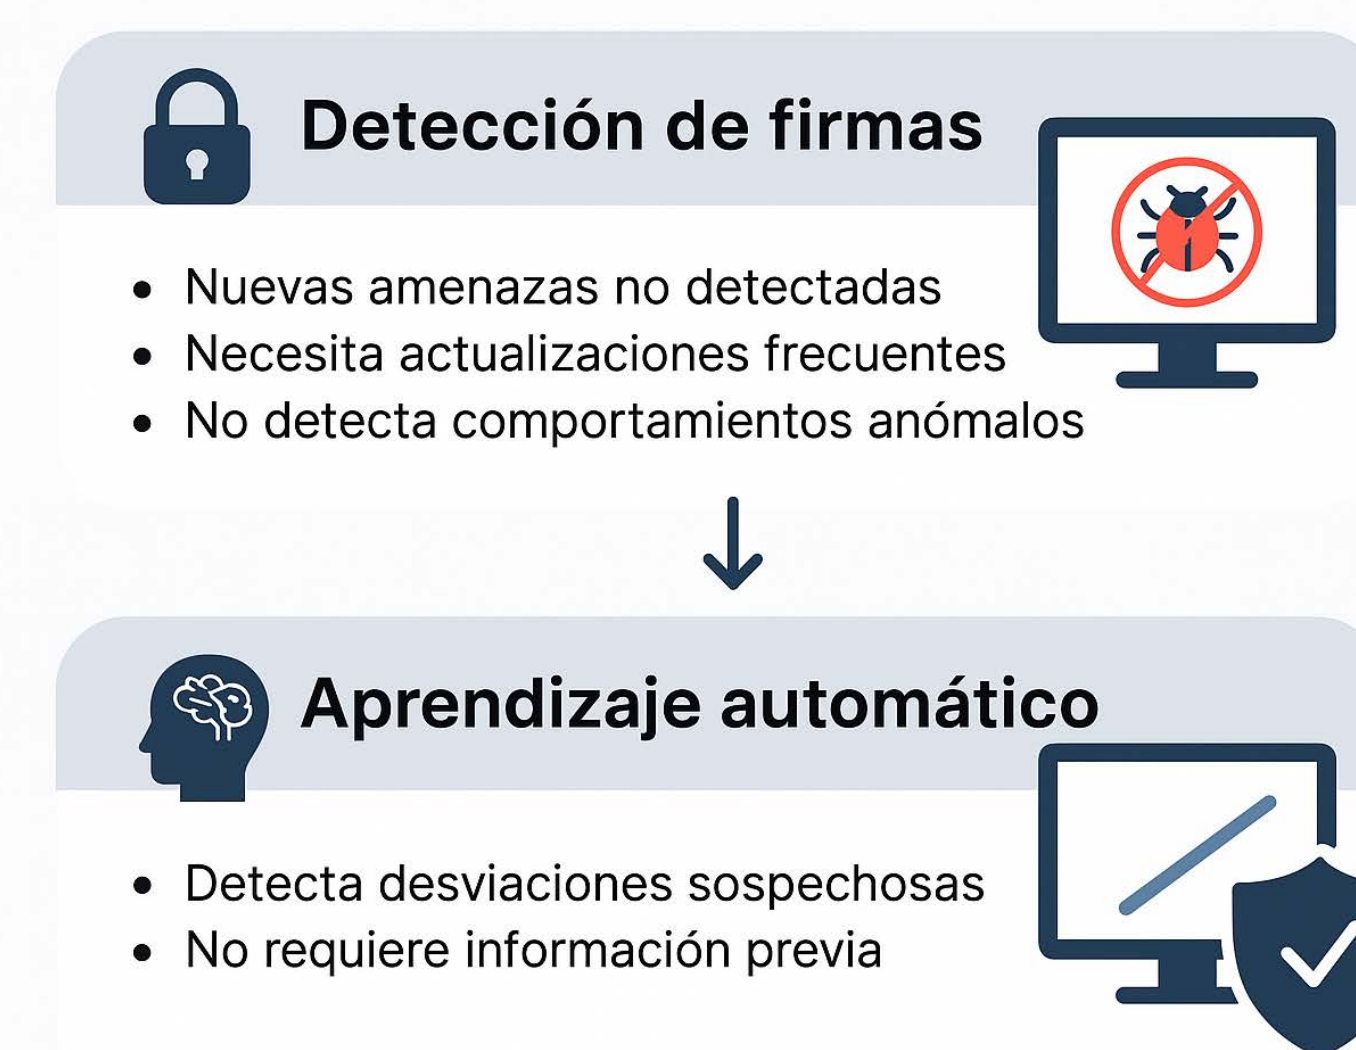 Detección de firmas
• Nuevas amenazas no detectadas
• Necesita actualizaciones frecuentes
• No detecta comportamientos anómalos
Aprendizaje automático
• Detecta desviaciones sospechosas
• No requiere información previa